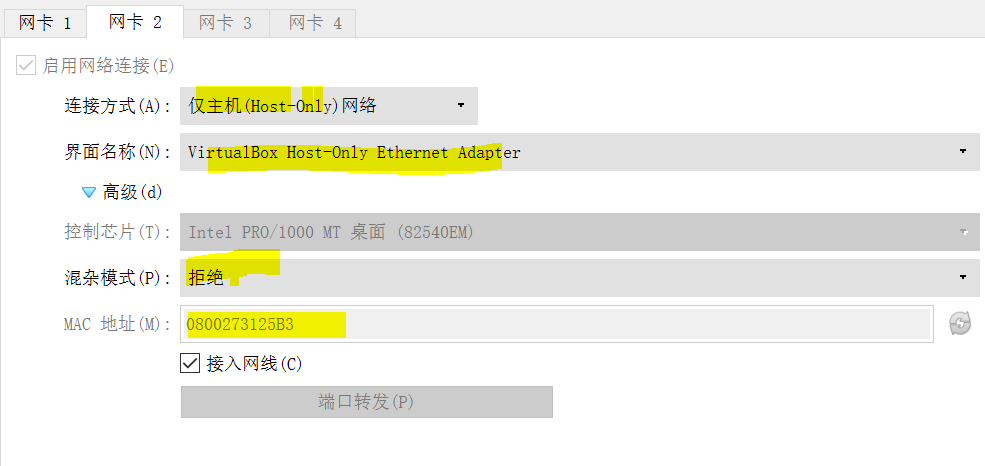 网卡 1 网卡 2 网卡 3 网卡 4
启用网络连接(E)
连接方式(A): 仅主机(Host-Only)网络
界面名称(N): VirtualBox Host-Only Ethernet Adapter
高级(d)
控制芯片(T): Intel PRO/1000 MT 桌面 (82540EM)
混杂模式(P): 拒绝
MAC 地址(M): 0800273125B3
接入网线(C)
端口转发(P)